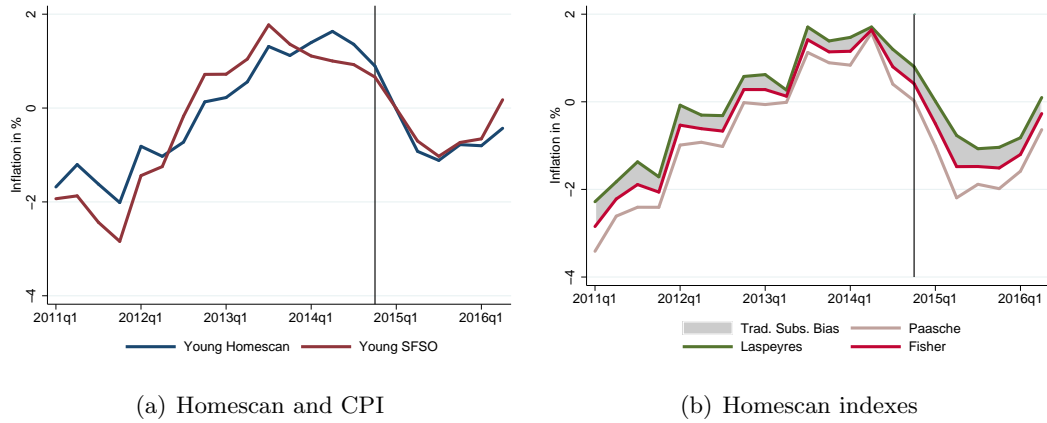 2
0
−2
−4
Inflation in %
2011q1 2012q1 2013q1 2014q1 2015q1 2016q1
Young Homescan Young SFSO
(a) Homescan and CPI
2
0
−2
−4
Inflation in %
2011q1 2012q1 2013q1 2014q1 2015q1 2016q1
Trad. Subs. Bias Paasche
Laspeyres Fisher
(b) Homescan indexes